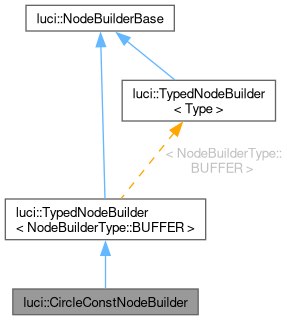 luci::NodeBuilderBase
luci::TypedNodeBuilder
< Type >
< NodeBuilderType::
BUFFER >
luci::TypedNodeBuilder
< NodeBuilderType::BUFFER >
luci::CircleConstNodeBuilder